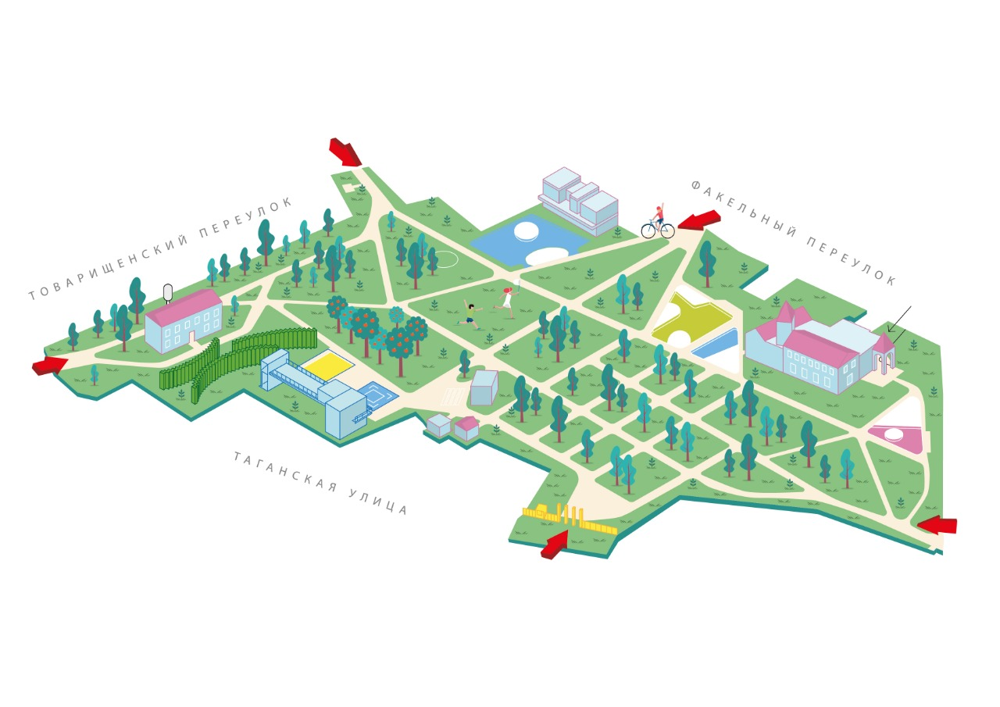 ТОВАРИЩЕНСКИЙ ПЕРЕУЛОК
ФАКЕЛЬНЫЙ ПЕРЕУЛОК
ТАГАНСКАЯ УЛИЦА